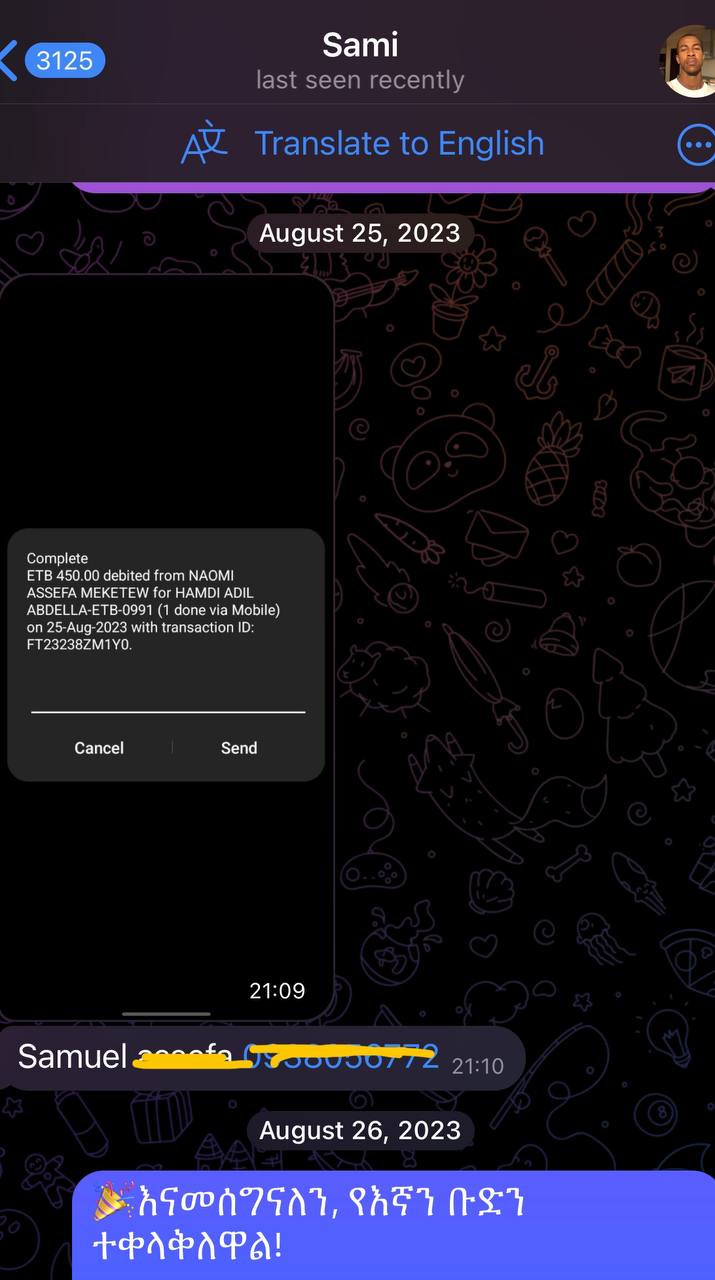 3125
Sami
last seen recently
Translate to English
August 25, 2023
Complete
ETB 450.00 debited from NAOMI
ASSEFA MEKETEW for HAMDI ADIL
ABDELLA-ETB-0991 (1 done via Mobile)
on 25-Aug-2023 with transaction ID:
FT23238ZM1Y0.
Cancel Send
21:09
Samuel 21:10
August 26, 2023
🎉እናመሰግናለን, የእኛን ቡድን
ተቀላቅለዋል!